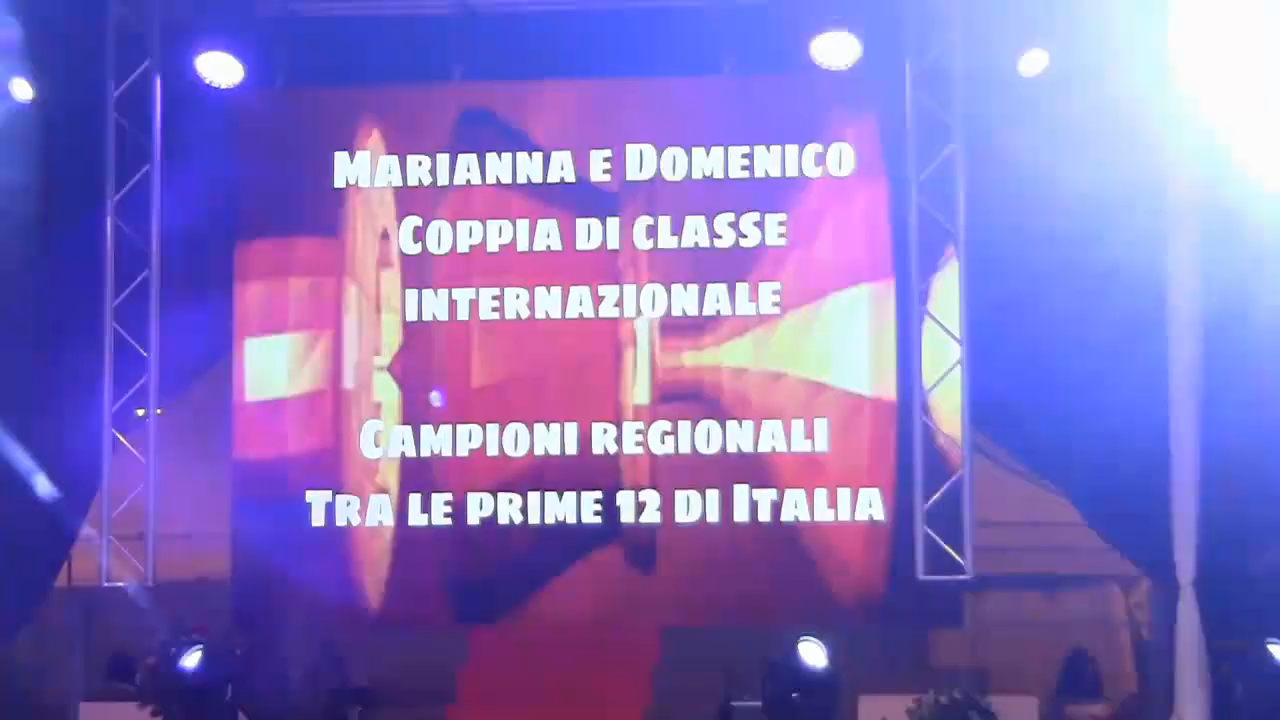 Marianna e Domenico
Coppia di classe
internazionale
Campioni regionali
Tra le prime 12 di Italia